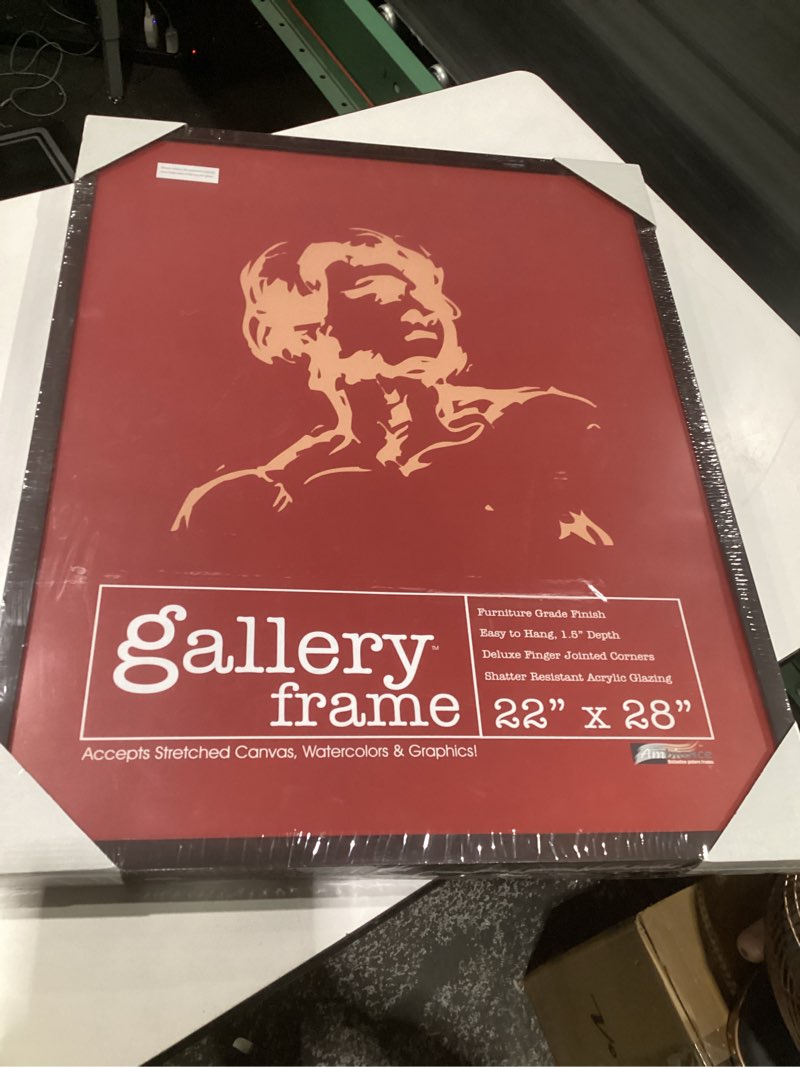 gallery™
frame
Furniture Grade Finish
Easy to Hang, 1.5" Depth
Deluxe Finger Jointed Corners
Shatter Resistant Acrylic Glazing
22" x 28"
Accepts Stretched Canvas, Watercolors & Graphics!